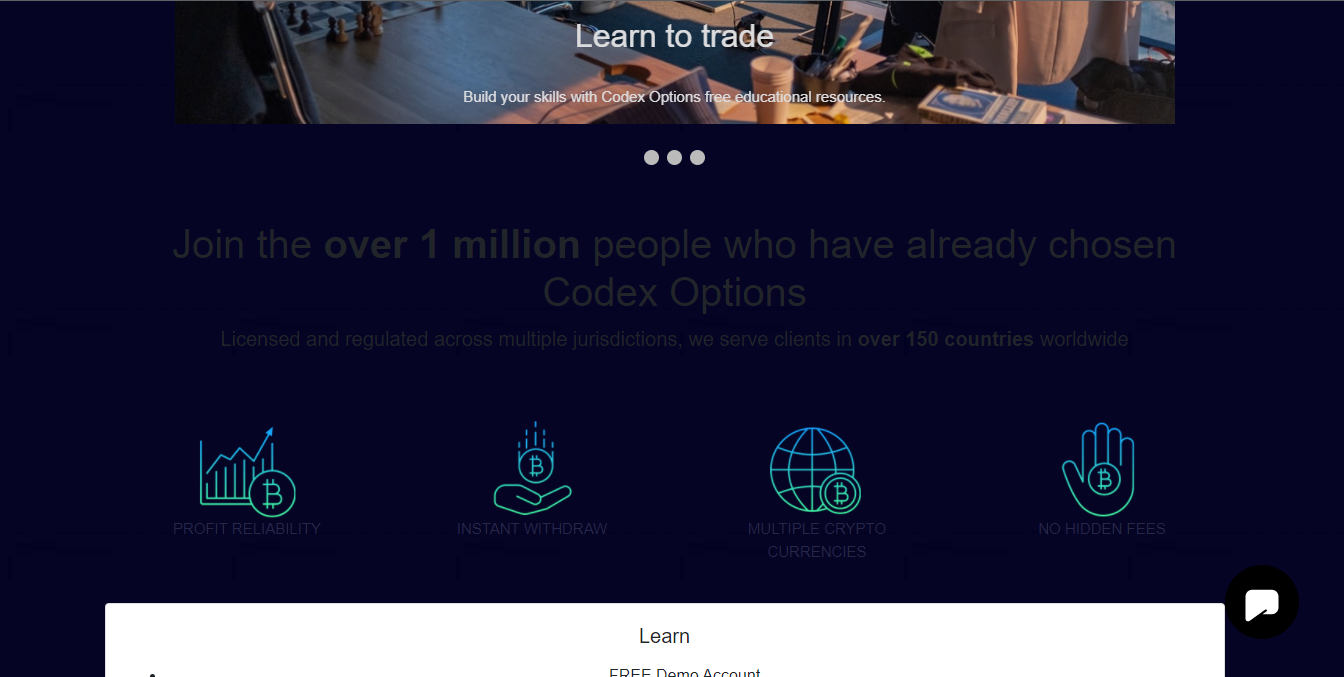 Learn to trade
Build your skills with Codex Options free educational resources.
Join the over 1 million people who have already chosen
Codex Options
Licensed and regulated across multiple jurisdictions, we serve clients in over 150 countries worldwide
PROFIT RELIABILITY
INSTANT WITHDRAW
MULTIPLE CRYPTO
CURRENCIES
NO HIDDEN FEES
Learn
FREE Demo Account